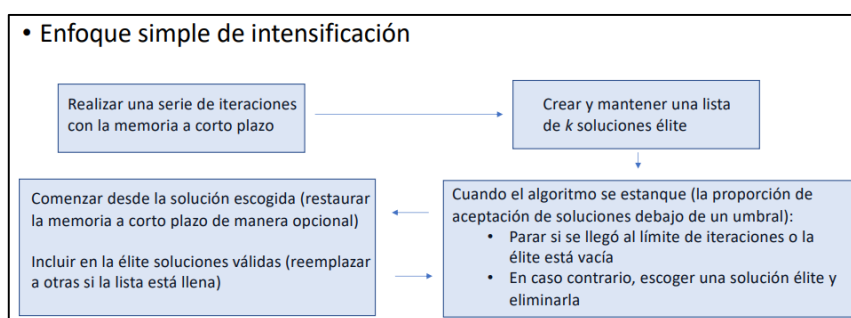 • Enfoque simple de intensificación
Realizar una serie de iteraciones
con la memoria a corto plazo
Crear y mantener una lista
de k soluciones élite
Cuando el algoritmo se estanque (la proporción de
aceptación de soluciones debajo de un umbral):
• Parar si se llegó al límite de iteraciones o la
élite está vacía
• En caso contrario, escoger una solución élite y
eliminarla
Comenzar desde la solución escogida (restaurar
la memoria a corto plazo de manera opcional)
Incluir en la élite soluciones válidas (reemplazar
a otras si la lista está llena)